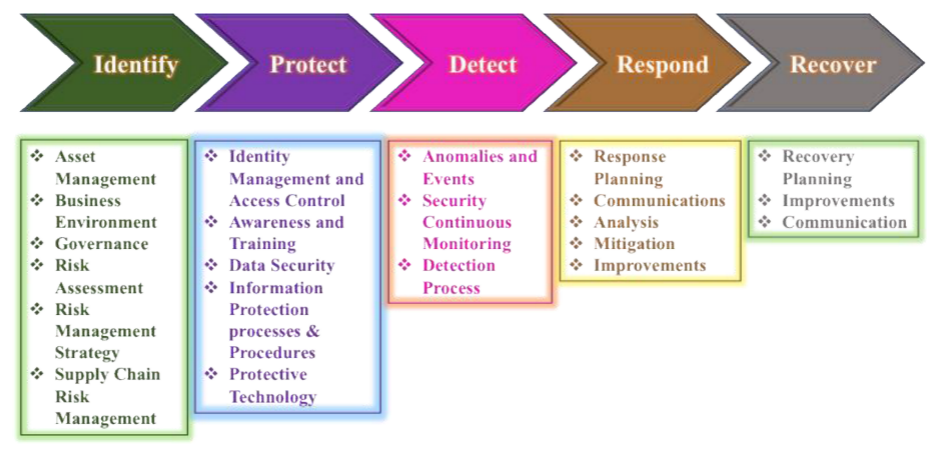 Identify
Protect
Detect
Respond
Recover
❖ Asset
Management
❖ Business
Environment
❖ Governance
❖ Risk
Assessment
❖ Risk
Management
Strategy
❖ Supply Chain
Risk
Management
❖ Identity
Management and
Access Control
❖ Awareness and
Training
❖ Data Security
❖ Information
Protection
processes &
Procedures
❖ Protective
Technology
❖ Anomalies and
Events
❖ Security
Continuous
Monitoring
❖ Detection
Process
❖ Response
Planning
❖ Communications
❖ Analysis
❖ Mitigation
❖ Improvements
❖ Recovery
Planning
❖ Improvements
❖ Communication